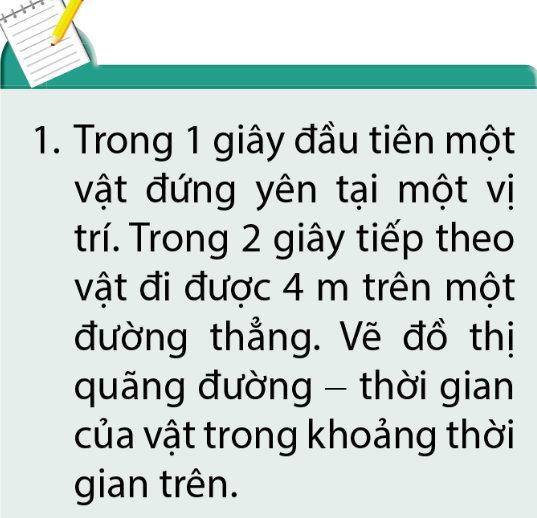 1. Trong 1 giây đầu tiên một
vật đứng yên tại một vị
trí. Trong 2 giây tiếp theo
vật đi được 4 m trên một
đường thẳng. Vẽ đồ thị
quãng đường – thời gian
của vật trong khoảng thời
gian trên.